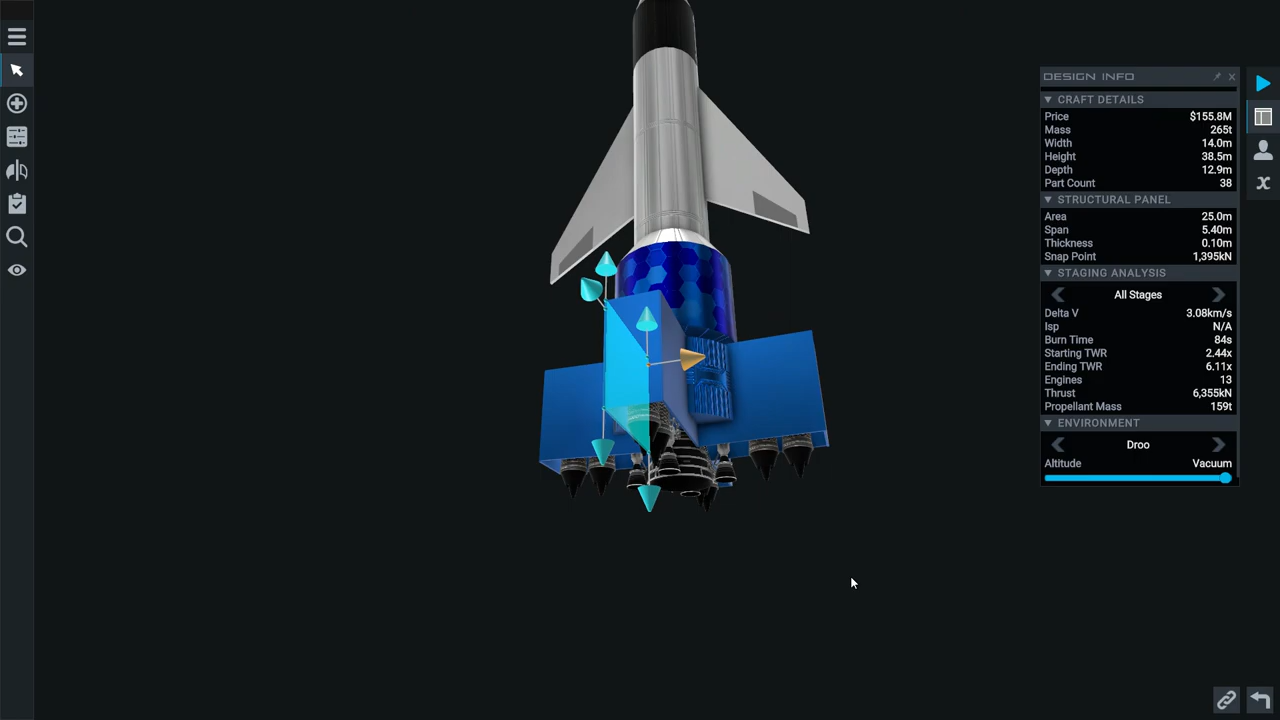 DESIGN INFO
CRAFT DETAILS
Price $155.8M
Mass 265t
Width 14.0m
Height 38.5m
Depth 12.9m
Part Count 38
STRUCTURAL PANEL
Area 25.0m
Span 5.40m
Thickness 0.10m
Snap Point 1,395kN
STAGING ANALYSIS
All Stages
Delta V 3.08km/s
Isp N/A
Burn Time 84s
Starting TWR 2.44x
Ending TWR 6.11x
Engines 13
Thrust 6,355kN
Propellant Mass 159t
ENVIRONMENT
Droo
Altitude Vacuum